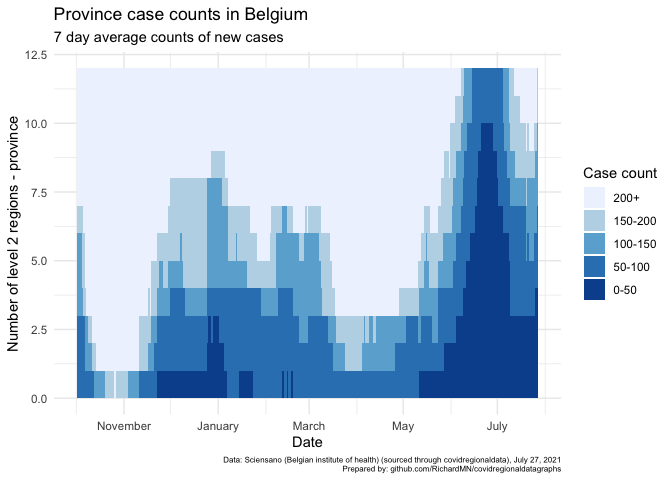 Province case counts in Belgium
7 day average counts of new cases
12.5
10.0
7.5
5.0
2.5
0.0
Number of level 2 regions - province
November
January
March
May
July
Date
Case count
200+
150-200
100-150
50-100
0-50
Data: Sciensano (Belgian institute of health) (sourced through covidregionaldata), July 27, 2021
Prepared by: github.com/RichardMN/covidregionaldatagraphs